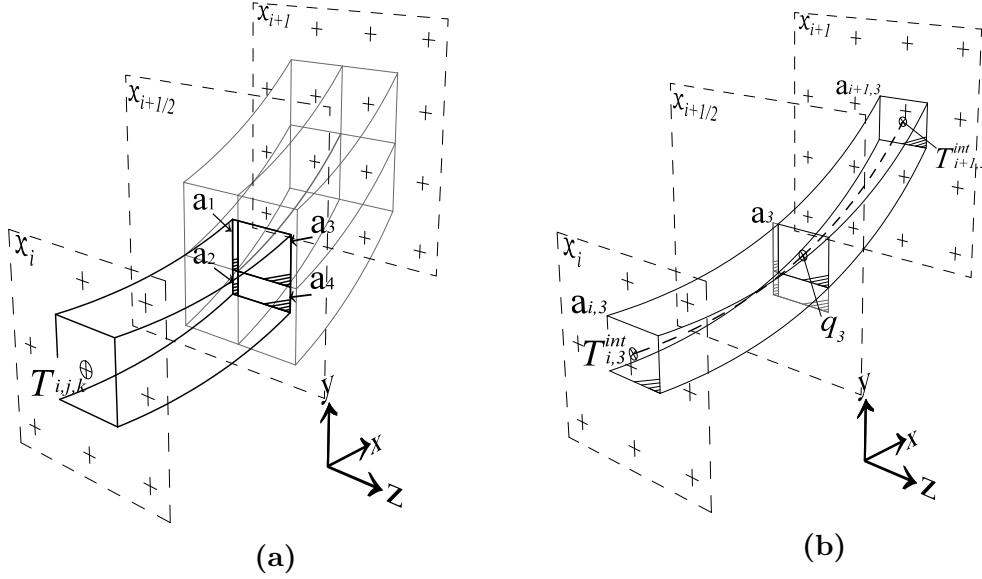 x_{i+1}
x_{i+1/2}
x_i
a_1
a_2
a_3
a_4
T_{i,j,k}
y
x
z
(a)
x_{i+1}
x_{i+1/2}
x_i
a_{i+1,3}
T^{int}_{i+1,
a_3
a_{i,3}
T^{int}_{i,3}
q_3
y
x
z
(b)